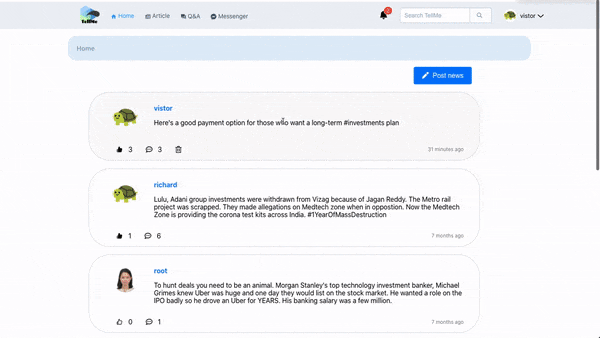 TellMe
Home
Article
Q&A
Messenger
2
Search TellMe
vistor
Home
Post news
vistor
Here's a good payment option for those who want a long-term #investments plan
3
3
31 minutes ago
richard
Lulu, Adani group investments were withdrawn from Vizag because of Jagan Reddy. The Metro rail
project was scrapped. They made allegations on Medtech zone when in oppostion. Now the Medtech
Zone is providing the corona test kits across India. #1YearOfMassDestruction
1
6
7 months ago
root
To hunt deals you need to be an animal. Morgan Stanley's top technology investment banker, Michael
Grimes knew Uber was huge and one day they would list on the stock market. He wanted a role on the
IPO badly so he drove an Uber for YEARS. His banking salary was a few million.
0
1
7 months ago